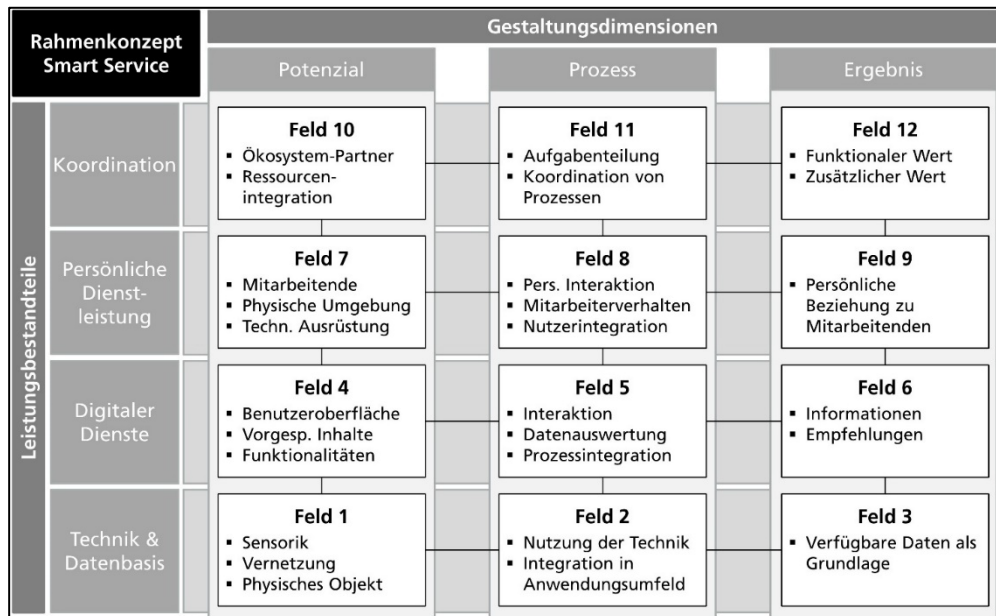 Rahmenkonzept
Smart Service
Gestaltungsdimensionen
Potenzial
Prozess
Ergebnis
Leistungsbestandteile
Koordination
Feld 10
▪ Ökosystem-Partner
▪ Ressourcen-
integration
Feld 11
▪ Aufgabenteilung
▪ Koordination von
Prozessen
Feld 12
▪ Funktionaler Wert
▪ Zusätzlicher Wert
Persönliche
Dienst-
leistung
Feld 7
▪ Mitarbeitende
▪ Physische Umgebung
▪ Techn. Ausrüstung
Feld 8
▪ Pers. Interaktion
▪ Mitarbeiterverhalten
▪ Nutzerintegration
Feld 9
▪ Persönliche
Beziehung zu
Mitarbeitenden
Digitaler
Dienste
Feld 4
▪ Benutzeroberfläche
▪ Vorgesp. Inhalte
▪ Funktionalitäten
Feld 5
▪ Interaktion
▪ Datenauswertung
▪ Prozessintegration
Feld 6
▪ Informationen
▪ Empfehlungen
Technik &
Datenbasis
Feld 1
▪ Sensorik
▪ Vernetzung
▪ Physisches Objekt
Feld 2
▪ Nutzung der Technik
▪ Integration in
Anwendungsumfeld
Feld 3
▪ Verfügbare Daten als
Grundlage